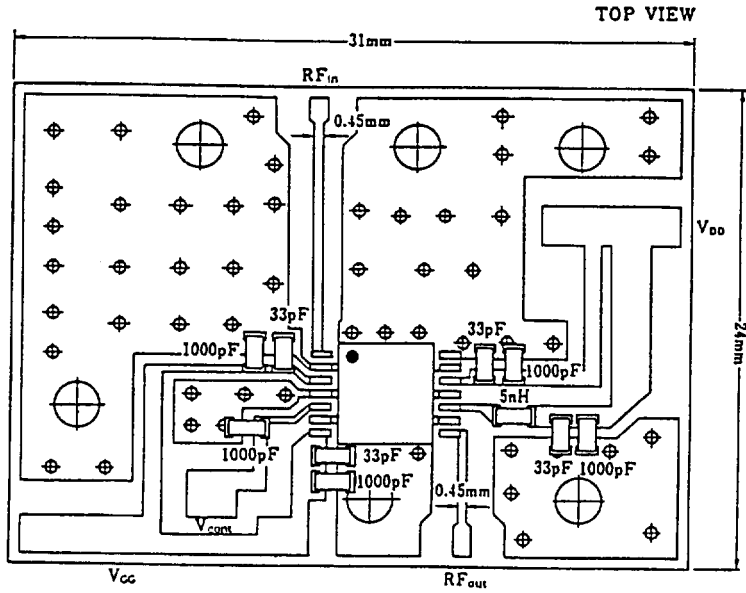 TOP VIEW
31mm
RFin
0.45mm
VDD
24mm
33pF
1000pF
33pF
1000pF
5nH
1000pF
33pF
1000pF
33pF
1000pF
0.45mm
Vcont
VGG
RFout